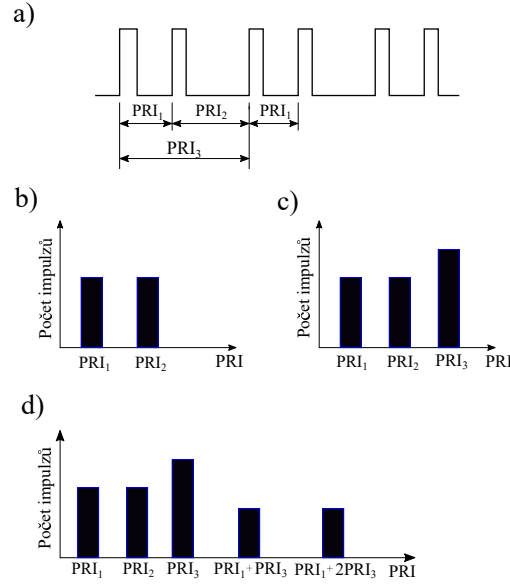 a)
PRI₁ PRI₂ PRI₁
PRI₃
b)
Počet impulzů
PRI₁ PRI₂ PRI
c)
Počet impulzů
PRI₁ PRI₂ PRI₃ PRI
d)
Počet impulzů
PRI₁ PRI₂ PRI₃ PRI₁+PRI₃ PRI₁+2PRI₃ PRI